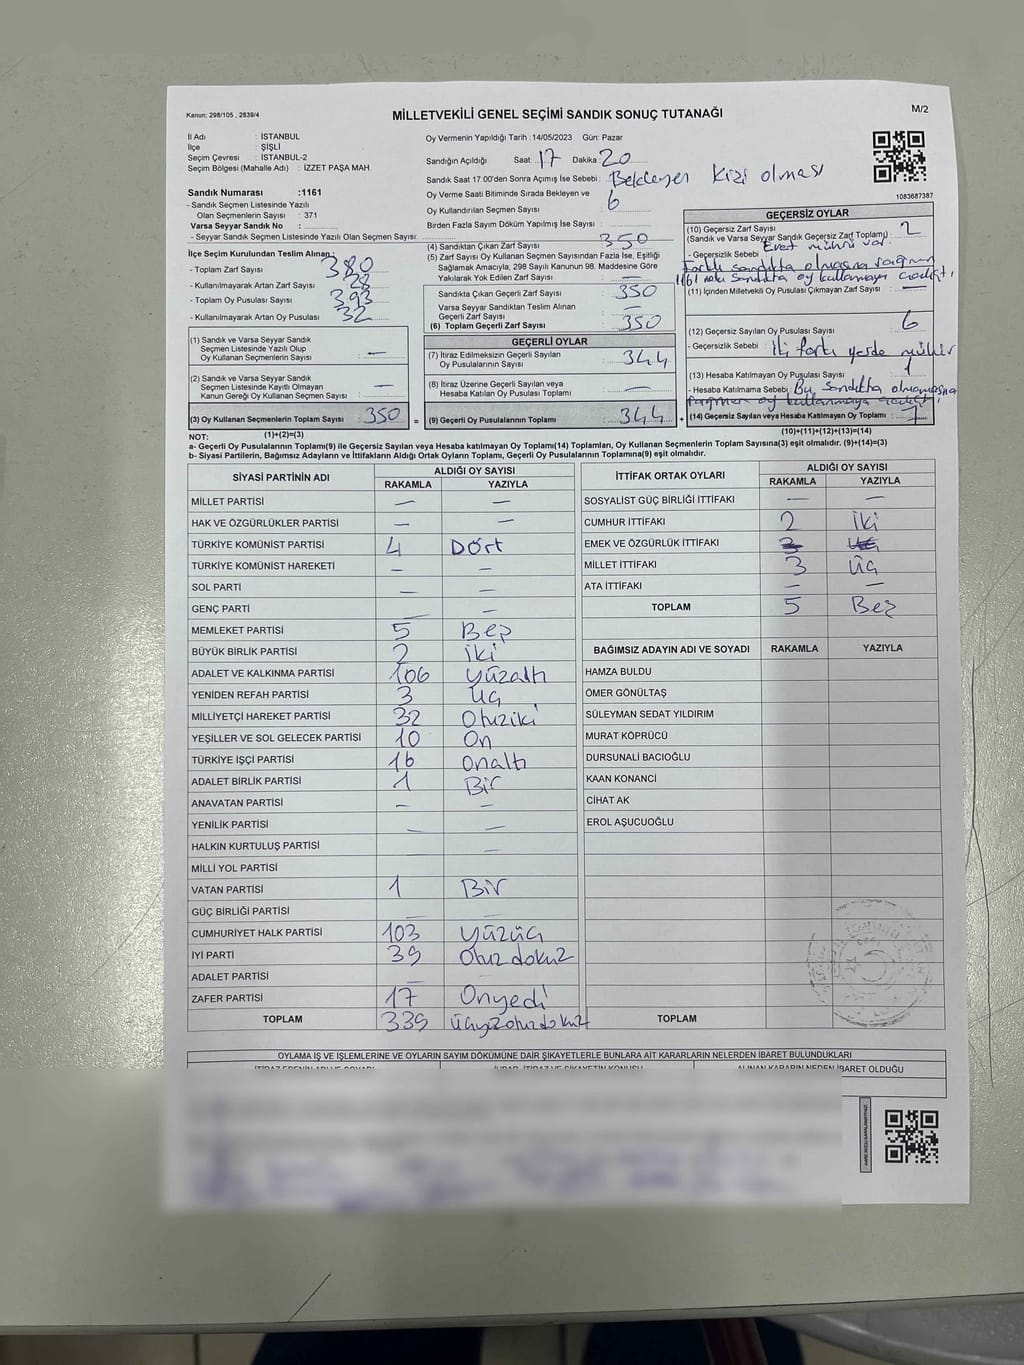 Kanun; 298/105 , 2839/4
MİLLETVEKİLİ GENEL SEÇİMİ SANDIK SONUÇ TUTANAĞI
M/2
İl Adı : İSTANBUL
İlçe : ŞİŞLİ
Seçim Çevresi : İSTANBUL-2
Seçim Bölgesi (Mahalle Adı) : İZZET PAŞA MAH.
Sandık Numarası :1161
- Sandık Seçmen Listesinde Yazılı
Olan Seçmenlerin Sayısı : 371
Varsa Seyyar Sandık No :
- Seyyar Sandık Seçmen Listesinde Yazılı Olan Seçmen Sayısı:
Oy Vermenin Yapıldığı Tarih : 14/05/2023 Gün: Pazar
Sandığın Açıldığı Saat: 17 Dakika: 20
Sandık Saat 17.00'den Sonra Açımış İse Sebebi: Bekleyen kizi olması
Oy Verme Saati Bitiminde Sırada Bekleyen ve
Oy Kullandırılan Seçmen Sayısı : 6
Birden Fazla Sayım Döküm Yapılmış İse Sayısı :
1083687387
İlçe Seçim Kurulundan Teslim Alınan;
- Toplam Zarf Sayısı : 380
- Kullanılmayarak Artan Zarf Sayısı : 28
- Toplam Oy Pusulası Sayısı : 393
- Kullanılmayarak Artan Oy Pusulası : 32
(4) Sandıktan Çıkan Zarf Sayısı : 350
(5) Zarf Sayısı Oy Kullanan Seçmen Sayısından Fazla İse, Eşitliği
Sağlamak Amacıyla, 298 Sayılı Kanunun 98. Maddesine Göre
Yakılarak Yok Edilen Zarf Sayısı : —
Sandıkta Çıkan Geçerli Zarf Sayısı : 350
Varsa Seyyar Sandıktan Teslim Alınan
Geçerli Zarf Sayısı :
(6) Toplam Geçerli Zarf Sayısı : 350
GEÇERSİZ OYLAR
(10) Geçersiz Zarf Sayısı
(Sandık ve Varsa Seyyar Sandık Geçersiz Zarf Toplamı) : 2
- Geçersizlik Sebebi : Evet mührü var.
Farklı sandıkta olmasına rağmen
1161 nolu sandıkta oy kullanmaya
(11) İçinden Milletvekili Oy Pusulası Çıkmayan Zarf Sayısı : —
(12) Geçersiz Sayılan Oy Pusulası Sayısı : 6
- Geçersizlik Sebebi : İki farklı yerde mühür
(13) Hesaba Katılmayan Oy Pusulası Sayısı : 1
- Hesaba Katılmama Sebebi: Bu sandıkta olmamasına
rağmen oy kullanmaya
(14) Geçersiz Sayılan veya Hesaba Katılmayan Oy Toplamı : 7
(10)+(11)+(12)+(13)=(14)
(1) Sandık ve Varsa Seyyar Sandık
Seçmen Listesinde Yazılı Olup
Oy Kullanan Seçmenlerin Sayısı : —
(2) Sandık ve Varsa Seyyar Sandık
Seçmen Listesinde Kayıtlı Olmayan
Kanun Gereği Oy Kullanan Seçmen Sayısı : —
(3) Oy Kullanan Seçmenlerin Toplam Sayısı : 350 =
(1)+(2)=(3)
GEÇERLİ OYLAR
(7) İtiraz Edilmeksizin Geçerli Sayılan
Oy Pusulalarının Sayısı : 344
(8) İtiraz Üzerine Geçerli Sayılan veya
Hesaba Katılan Oy Pusulaları Toplamı : —
(9) Geçerli Oy Pusulalarının Toplamı : 344 +
NOT:
a- Geçerli Oy Pusulalarının Toplamı(9) ile Geçersiz Sayılan veya Hesaba katılmayan Oy Toplamı(14) Toplamları, Oy Kullanan Seçmenlerin Toplam Sayısına(3) eşit olmalıdır. (9)+(14)=(3)
b- Siyasi Partilerin, Bağımsız Adayların ve İttifakların Aldığı Ortak Oyların Toplamı, Geçerli Oy Pusulalarının Toplamına(9) eşit olmalıdır.
SİYASİ PARTİNİN ADI ALDIĞI OY SAYISI
RAKAMLA YAZIYLA
MİLLET PARTİSİ — —
HAK VE ÖZGÜRLÜKLER PARTİSİ — —
TÜRKİYE KOMÜNİST PARTİSİ 4 Dört
TÜRKİYE KOMÜNİST HAREKETİ — —
SOL PARTİ — —
GENÇ PARTİ — —
MEMLEKET PARTİSİ 5 Beş
BÜYÜK BİRLİK PARTİSİ 2 iki
ADALET VE KALKINMA PARTİSİ 106 yüzaltı
YENİDEN REFAH PARTİSİ 3 üç
MİLLİYETÇİ HAREKET PARTİSİ 32 Otuziki
YEŞİLLER VE SOL GELECEK PARTİSİ 10 On
TÜRKİYE İŞÇİ PARTİSİ 16 onaltı
ADALET BİRLİK PARTİSİ 1 Bir
ANAVATAN PARTİSİ — —
YENİLİK PARTİSİ — —
HALKIN KURTULUŞ PARTİSİ —
MİLLİ YOL PARTİSİ
VATAN PARTİSİ 1 Bir
GÜÇ BİRLİĞİ PARTİSİ — —
CUMHURİYET HALK PARTİSİ 103 yüzüç
İYİ PARTİ 39 Otuz dokuz
ADALET PARTİSİ
ZAFER PARTİSİ 17 Onyedi
TOPLAM 339 üçyüzotuzdokuz
İTTİFAK ORTAK OYLARI ALDIĞI OY SAYISI
RAKAMLA YAZIYLA
SOSYALİST GÜÇ BİRLİĞİ İTTİFAKI — —
CUMHUR İTTİFAKI 2 iki
EMEK VE ÖZGÜRLÜK İTTİFAKI
MİLLET İTTİFAKI 3 üç
ATA İTTİFAKI — —
TOPLAM 5 Beş
BAĞIMSIZ ADAYIN ADI VE SOYADI RAKAMLA YAZIYLA
HAMZA BULDU
ÖMER GÖNÜLTAŞ
SÜLEYMAN SEDAT YILDIRIM
MURAT KÖPRÜCÜ
DURSUNALİ BACIOĞLU
KAAN KONANCİ
CİHAT AK
EROL AŞUCUOĞLU
TOPLAM
OYLAMA İŞ VE İŞLEMLERİNE VE OYLARIN SAYIM DÖKÜMÜNE DAİR ŞİKAYETLERLE BUNLARA AİT KARARLARIN NELERDEN İBARET BULUNDUKLARI
ALINAN KARARIN NEDEN İBARET OLDUĞU